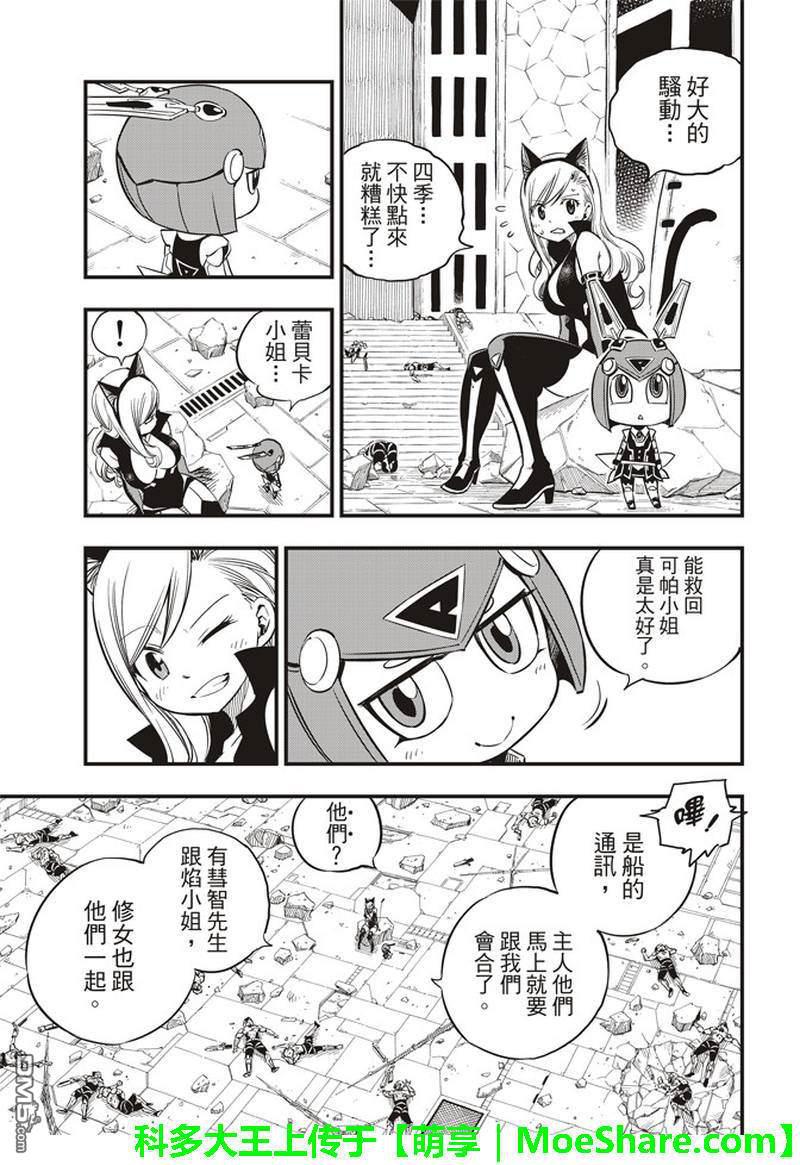 好大的
騷動…
四季…
不快點來
就糟糕了…
蕾貝卡
小姐…
!
能救回
可帕小姐
真是太好了。
嗶!
是船的
通訊,
主人他們
馬上就要
跟我們
會合了。
他們?
有彗智先生
跟焰小姐,
修女也跟
他們一起。
DM5.com
科多大王上传于【萌享|MoeShare.com】